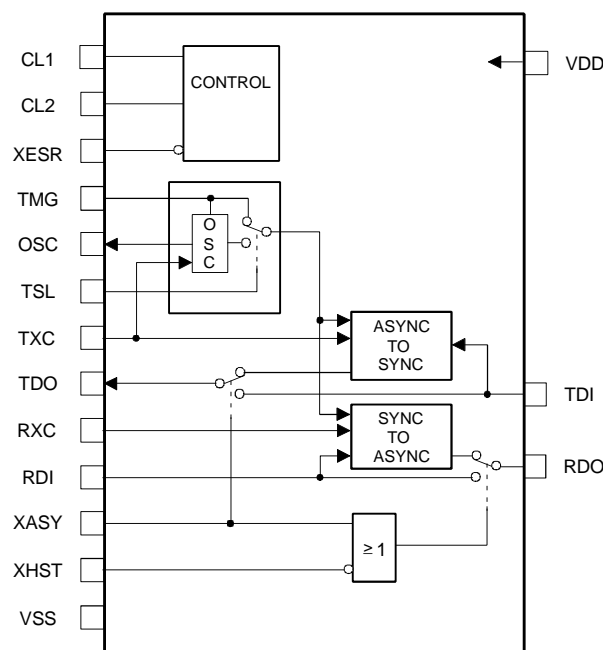 CL1
CL2
XESR
TMG
OSC
TSL
TXC
TDO
RXC
RDI
XASY
XHST
VSS
CONTROL
O
S
C
ASYNC
TO
SYNC
SYNC
TO
ASYNC
≥ 1
VDD
TDI
RDO